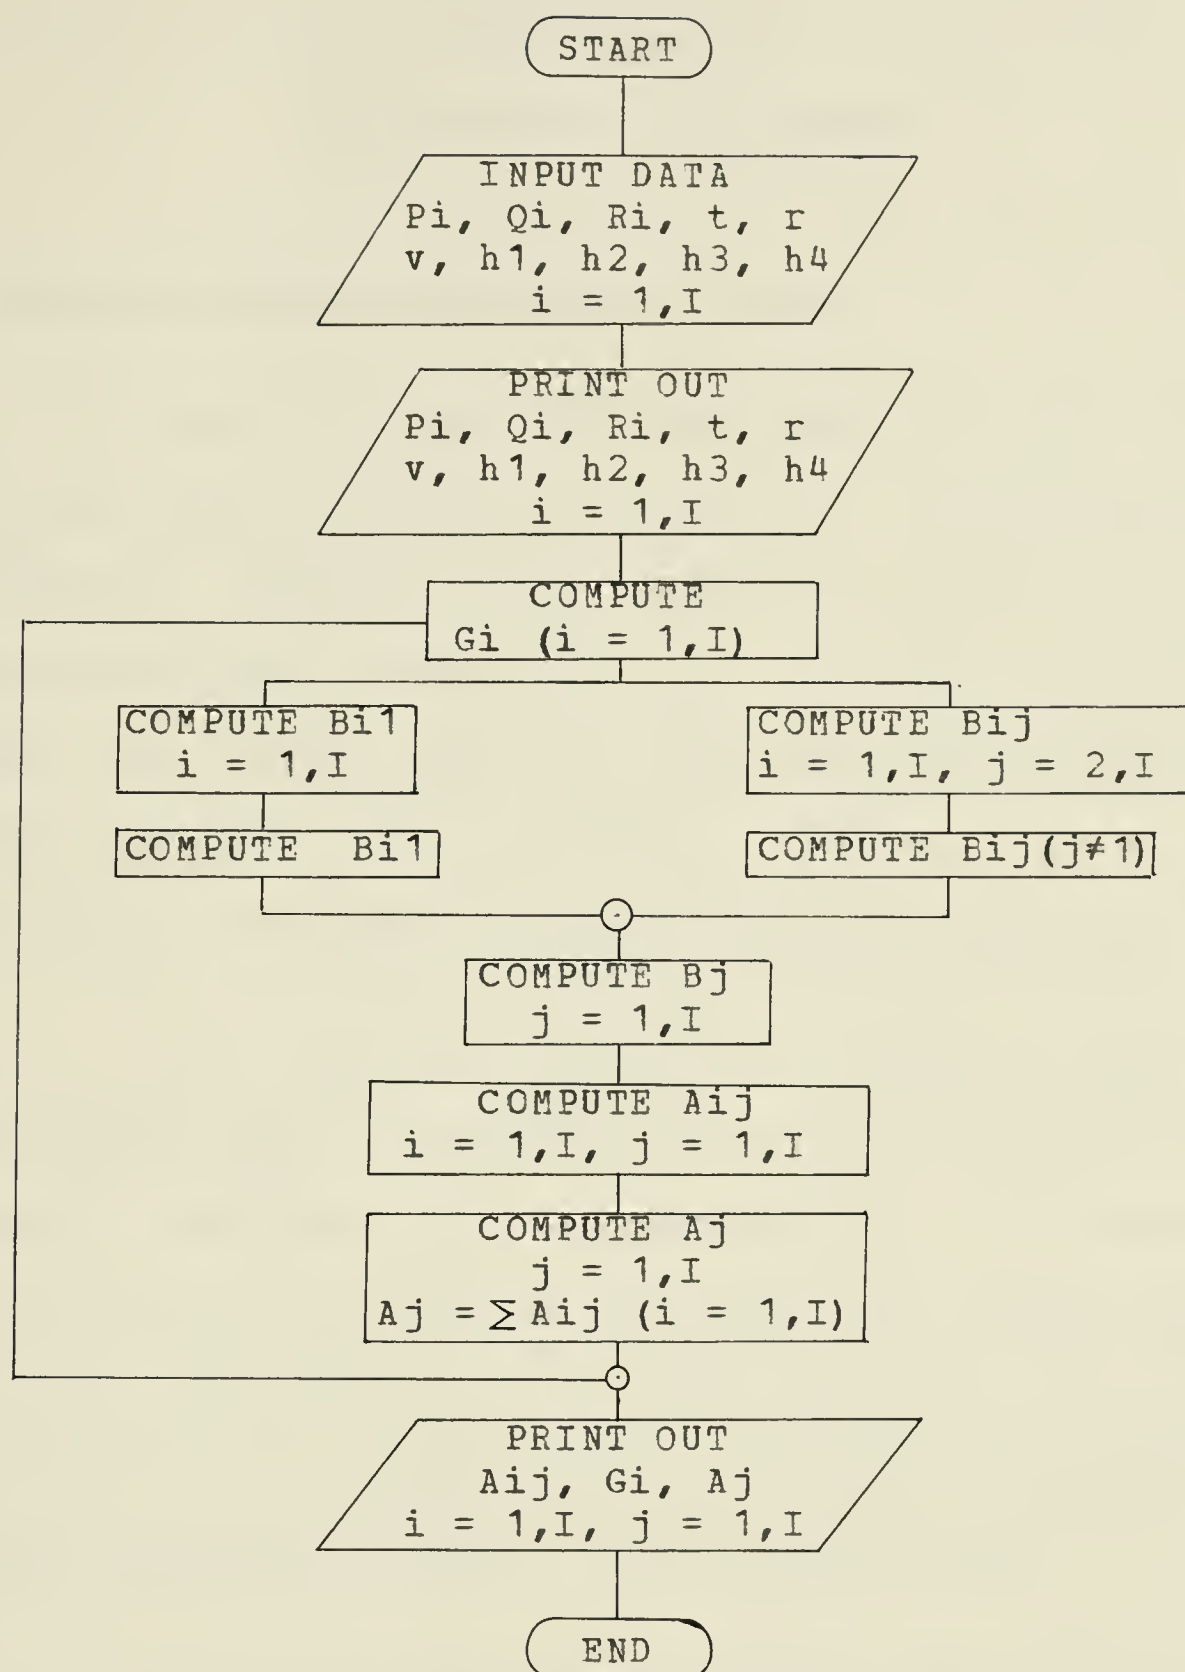 START
INPUT DATA
Pi, Qi, Ri, t, r
v, h1, h2, h3, h4
i = 1,I
PRINT OUT
Pi, Qi, Ri, t, r
v, h1, h2, h3, h4
i = 1,I
COMPUTE
Gi (i = 1,I)
COMPUTE Bi1
i = 1,I
COMPUTE Bij
i = 1,I, j = 2,I
COMPUTE Bi1
COMPUTE Bij(j≠1)
COMPUTE Bj
j = 1,I
COMPUTE Aij
i = 1,I, j = 1,I
COMPUTE Aj
j = 1,I
Aj = Σ Aij (i = 1,I)
PRINT OUT
Aij, Gi, Aj
i = 1,I, j = 1,I
END